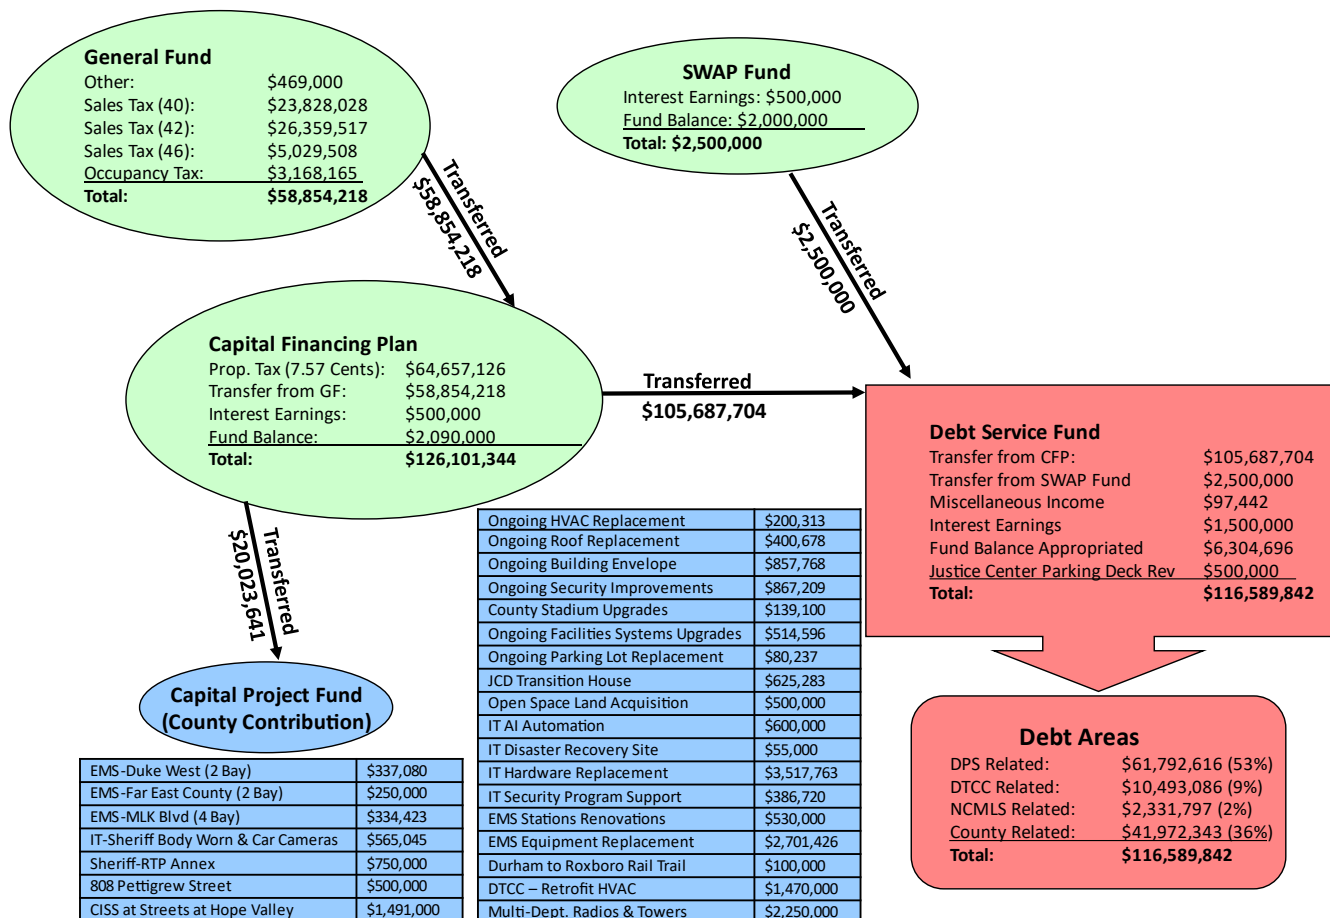 General Fund
Other: $469,000
Sales Tax (40): $23,828,028
Sales Tax (42): $26,359,517
Sales Tax (46): $5,029,508
Occupancy Tax: $3,168,165
Total: $58,854,218
SWAP Fund
Interest Earnings: $500,000
Fund Balance: $2,000,000
Total: $2,500,000
Transferred
$58,854,218
Transferred
$2,500,000
Capital Financing Plan
Prop. Tax (7.57 Cents): $64,657,126
Transfer from GF: $58,854,218
Interest Earnings: $500,000
Fund Balance: $2,090,000
Total: $126,101,344
Transferred
$105,687,704
Debt Service Fund
Transfer from CFP: $105,687,704
Transfer from SWAP Fund $2,500,000
Miscellaneous Income $97,442
Interest Earnings $1,500,000
Fund Balance Appropriated $6,304,696
Justice Center Parking Deck Rev $500,000
Total: $116,589,842
Transferred
$20,023,641
Capital Project Fund
(County Contribution)
EMS-Duke West (2 Bay) $337,080
EMS-Far East County (2 Bay) $250,000
EMS-MLK Blvd (4 Bay) $334,423
IT-Sheriff Body Worn & Car Cameras $565,045
Sheriff-RTP Annex $750,000
808 Pettigrew Street $500,000
CISS at Streets at Hope Valley $1,491,000
Ongoing HVAC Replacement $200,313
Ongoing Roof Replacement $400,678
Ongoing Building Envelope $857,768
Ongoing Security Improvements $867,209
County Stadium Upgrades $139,100
Ongoing Facilities Systems Upgrades $514,596
Ongoing Parking Lot Replacement $80,237
JCD Transition House $625,283
Open Space Land Acquisition $500,000
IT AI Automation $600,000
IT Disaster Recovery Site $55,000
IT Hardware Replacement $3,517,763
IT Security Program Support $386,720
EMS Stations Renovations $530,000
EMS Equipment Replacement $2,701,426
Durham to Roxboro Rail Trail $100,000
DTCC – Retrofit HVAC $1,470,000
Multi-Dept. Radios & Towers $2,250,000
Debt Areas
DPS Related: $61,792,616 (53%)
DTCC Related: $10,493,086 (9%)
NCMLS Related: $2,331,797 (2%)
County Related: $41,972,343 (36%)
Total: $116,589,842